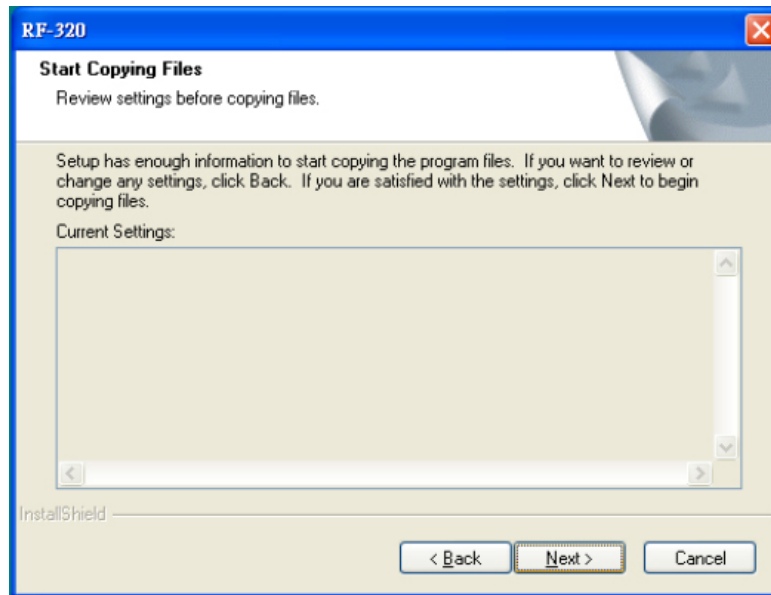 RF-320
Start Copying Files
Review settings before copying files.
Setup has enough information to start copying the program files. If you want to review or
change any settings, click Back. If you are satisfied with the settings, click Next to begin
copying files.
Current Settings:
InstallShield
< Back
Next >
Cancel